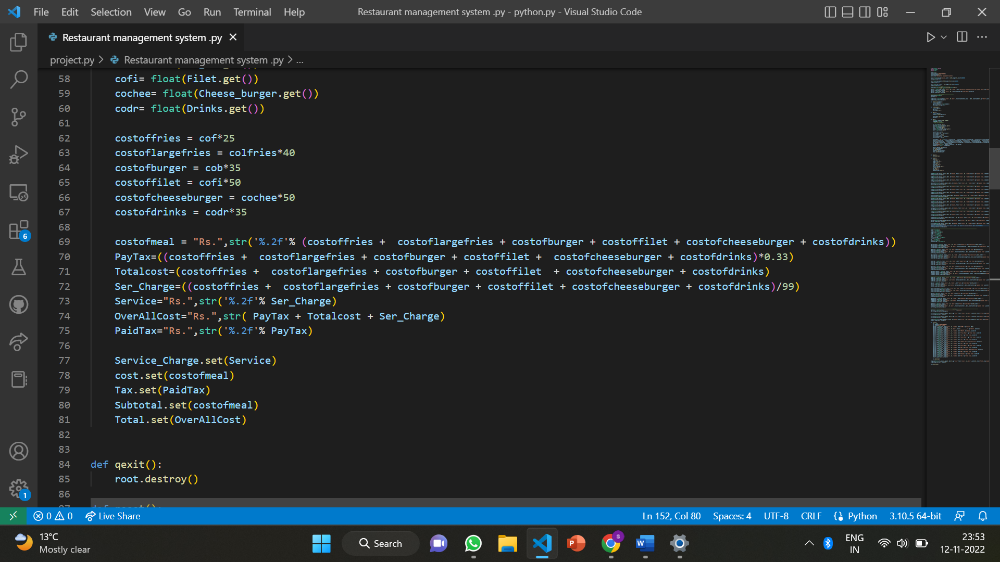 File Edit Selection View Go Run Terminal Help Restaurant management system .py - python.py - Visual Studio Code
Restaurant management system .py
project.py > Restaurant management system .py > ...
58 cofi= float(Filet.get())
59 cochee= float(Cheese_burger.get())
60 codr= float(Drinks.get())
61
62 costoffries = cof*25
63 costoflargefries = colfries*40
64 costofburger = cob*35
65 costoffilet = cofi*50
66 costofcheeseburger = cochee*50
67 costofdrinks = codr*35
68
69 costofmeal = "Rs.",str('%.2f'% (costoffries +  costoflargefries + costofburger + costoffilet + costofcheeseburger + costofdrinks))
70 PayTax=((costoffries +  costoflargefries + costofburger + costoffilet +  costofcheeseburger + costofdrinks)*0.33)
71 Totalcost=(costoffries +  costoflargefries + costofburger + costoffilet  + costofcheeseburger + costofdrinks)
72 Ser_Charge=((costoffries +  costoflargefries + costofburger + costoffilet + costofcheeseburger + costofdrinks)/99)
73 Service="Rs.",str('%.2f'% Ser_Charge)
74 OverAllCost="Rs.",str( PayTax + Totalcost + Ser_Charge)
75 PaidTax="Rs.",str('%.2f'% PayTax)
76
77 Service_Charge.set(Service)
78 cost.set(costofmeal)
79 Tax.set(PaidTax)
80 Subtotal.set(costofmeal)
81 Total.set(OverAllCost)
82
83
84 def qexit():
85 root.destroy()
86
6
1
0 0 Live Share Ln 152, Col 80 Spaces: 4 UTF-8 CRLF Python 3.10.5 64-bit
13°C
Mostly clear
Search
ENG
IN
23:53
12-11-2022